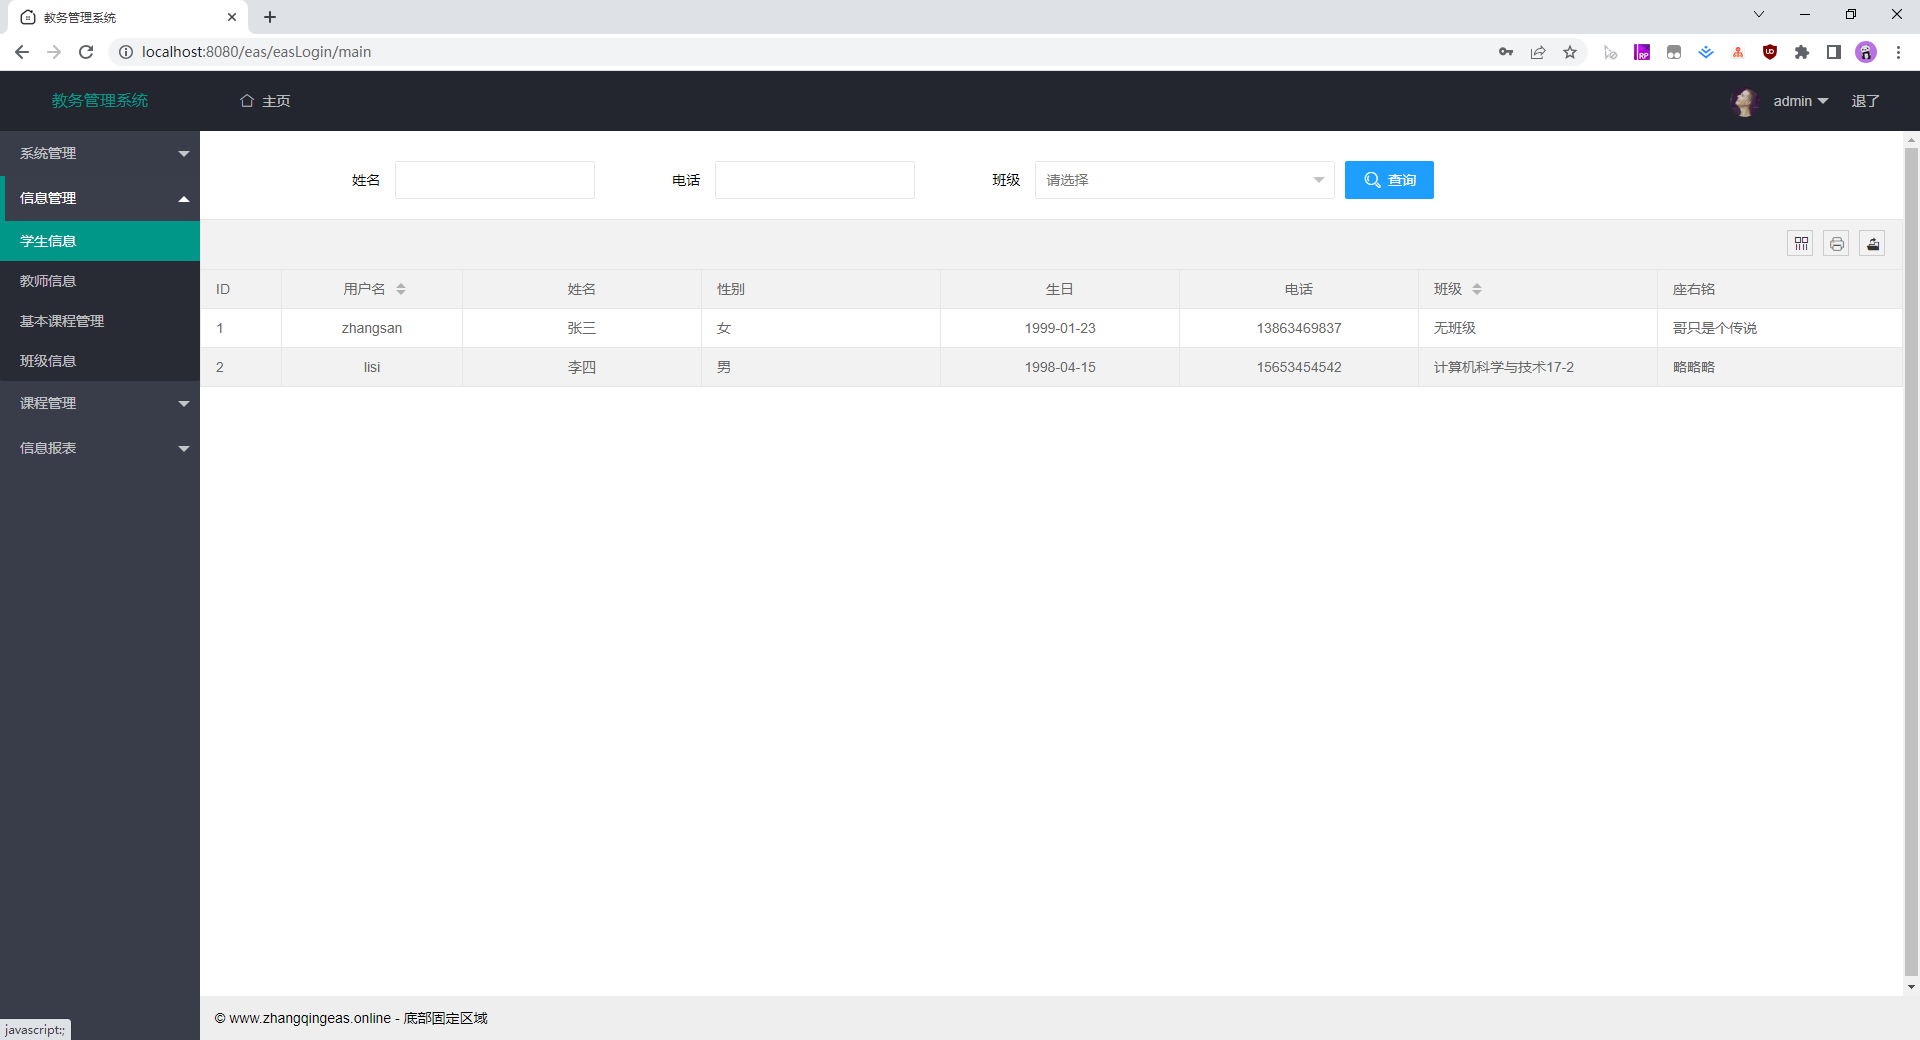 教务管理系统
localhost:8080/eas/easLogin/main
教务管理系统
主页
admin
退了
系统管理
信息管理
学生信息
教师信息
基本课程管理
班级信息
课程管理
信息报表
姓名
电话
班级 请选择 查询
ID 用户名 姓名 性别 生日 电话 班级 座右铭
1 zhangsan 张三 女 1999-01-23 13863469837 无班级 哥只是个传说
2 lisi 李四 男 1998-04-15 15653454542 计算机科学与技术17-2 略略略
© www.zhangqingeas.online - 底部固定区域
javascript:;